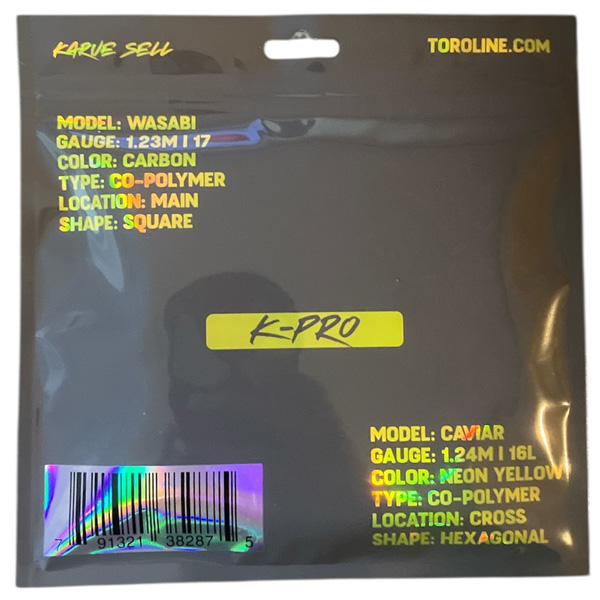 KARUE SELL
TOROLINE.COM
MODEL: WASABI
GAUGE: 1.23M | 17
COLOR: CARBON
TYPE: CO-POLYMER
LOCATION: MAIN
SHAPE: SQUARE
K-PRO
MODEL: CAVIAR
GAUGE: 1.24M | 16L
COLOR: NEON YELLOW
TYPE: CO-POLYMER
LOCATION: CROSS
SHAPE: HEXAGONAL
7 91321 38287 5